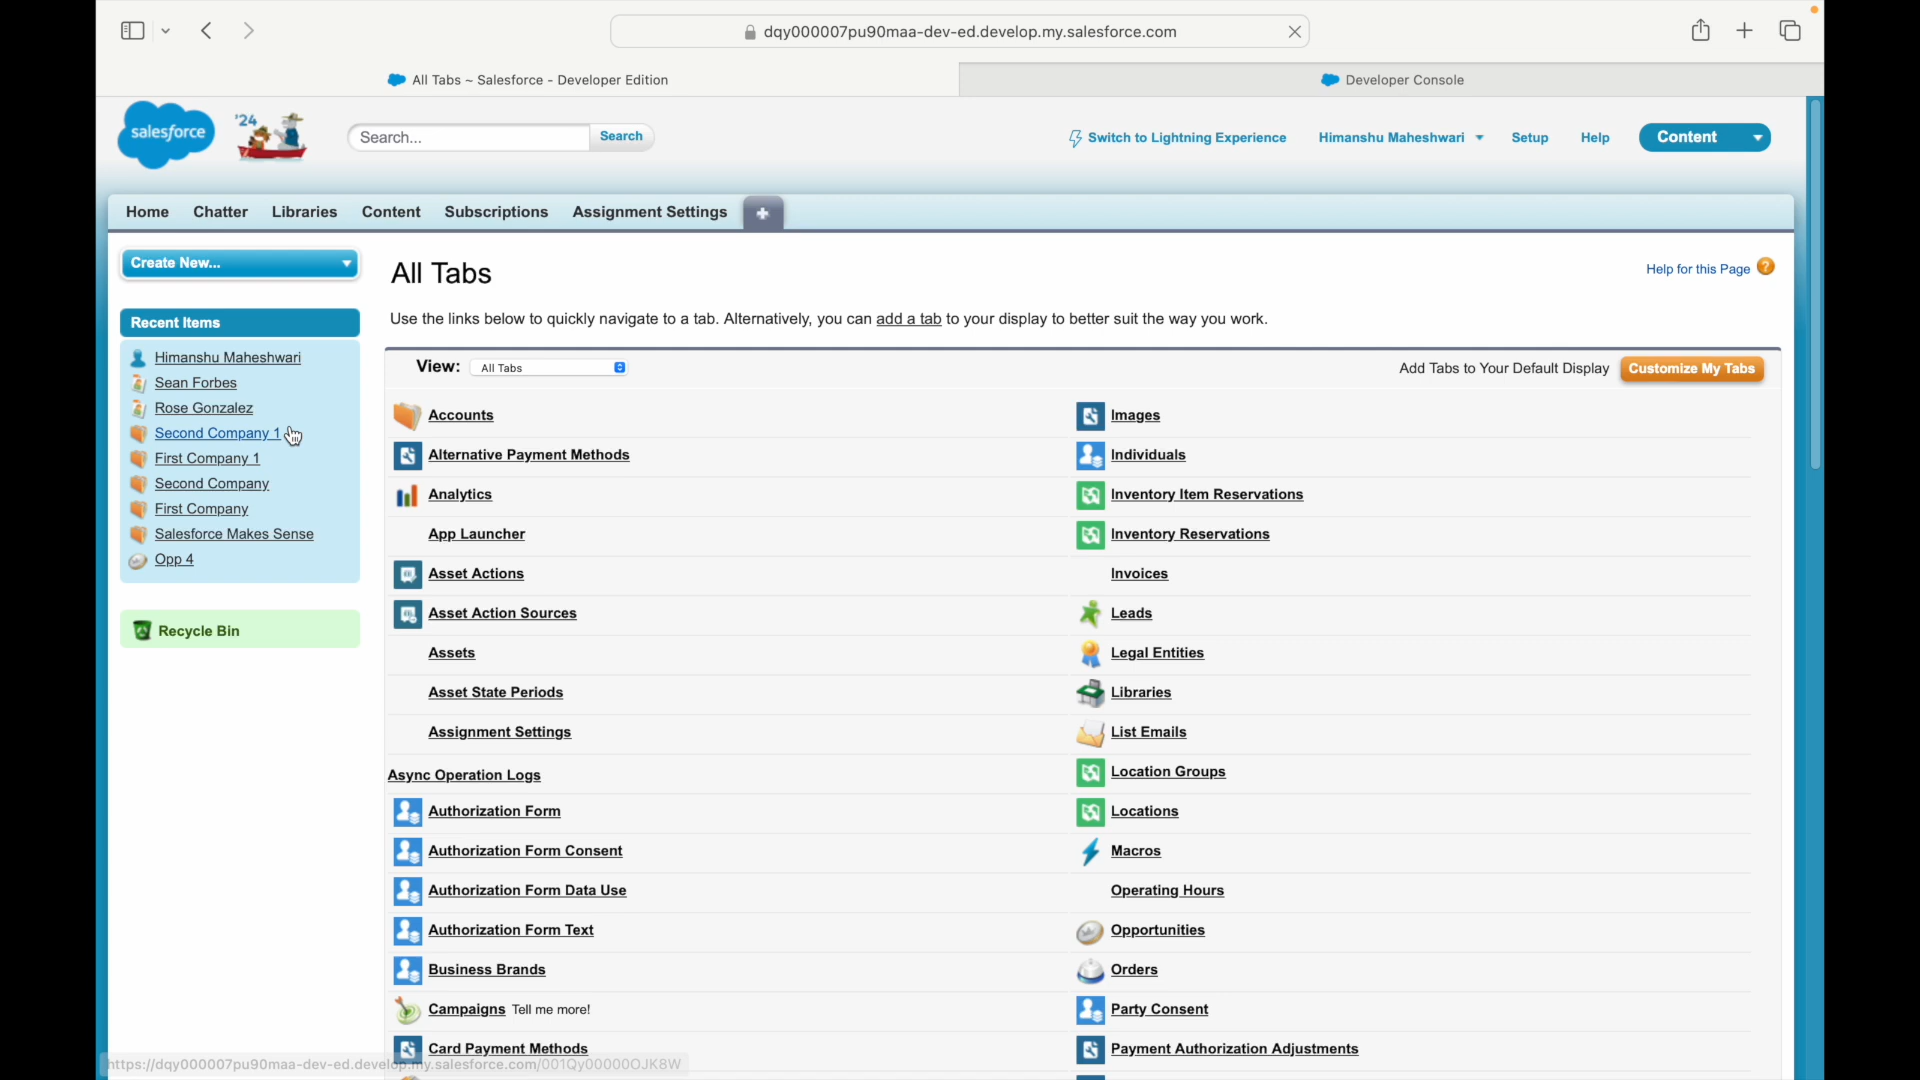 dqy000007pu90maa-dev-ed.develop.my.salesforce.com
All Tabs ~ Salesforce - Developer Edition
Developer Console
salesforce
'24
Search...
Search
Switch to Lightning Experience
Himanshu Maheshwari
Setup
Help
Content
Home
Chatter
Libraries
Content
Subscriptions
Assignment Settings
Create New...
Recent Items
Himanshu Maheshwari
Sean Forbes
Rose Gonzalez
Second Company 1
First Company 1
Second Company
First Company
Salesforce Makes Sense
Opp 4
Recycle Bin
All Tabs
Help for this Page
Use the links below to quickly navigate to a tab. Alternatively, you can add a tab to your display to better suit the way you work.
View:
All Tabs
Add Tabs to Your Default Display
Customize My Tabs
Accounts
Alternative Payment Methods
Analytics
App Launcher
Asset Actions
Asset Action Sources
Assets
Asset State Periods
Assignment Settings
Async Operation Logs
Authorization Form
Authorization Form Consent
Authorization Form Data Use
Authorization Form Text
Business Brands
Campaigns Tell me more!
Card Payment Methods
Images
Individuals
Inventory Item Reservations
Inventory Reservations
Invoices
Leads
Legal Entities
Libraries
List Emails
Location Groups
Locations
Macros
Operating Hours
Opportunities
Orders
Party Consent
Payment Authorization Adjustments
https://dqy000007pu90maa-dev-ed.develop.my.salesforce.com/001Qy00000OJK8W